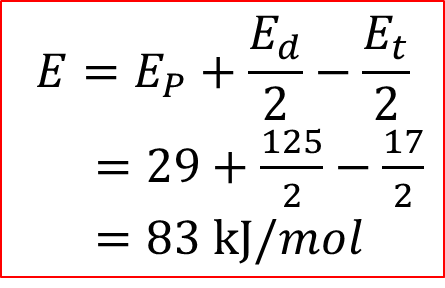 E = E_P + E_d/2 − E_t/2
= 29 + 125/2 − 17/2
= 83 kJ/mol